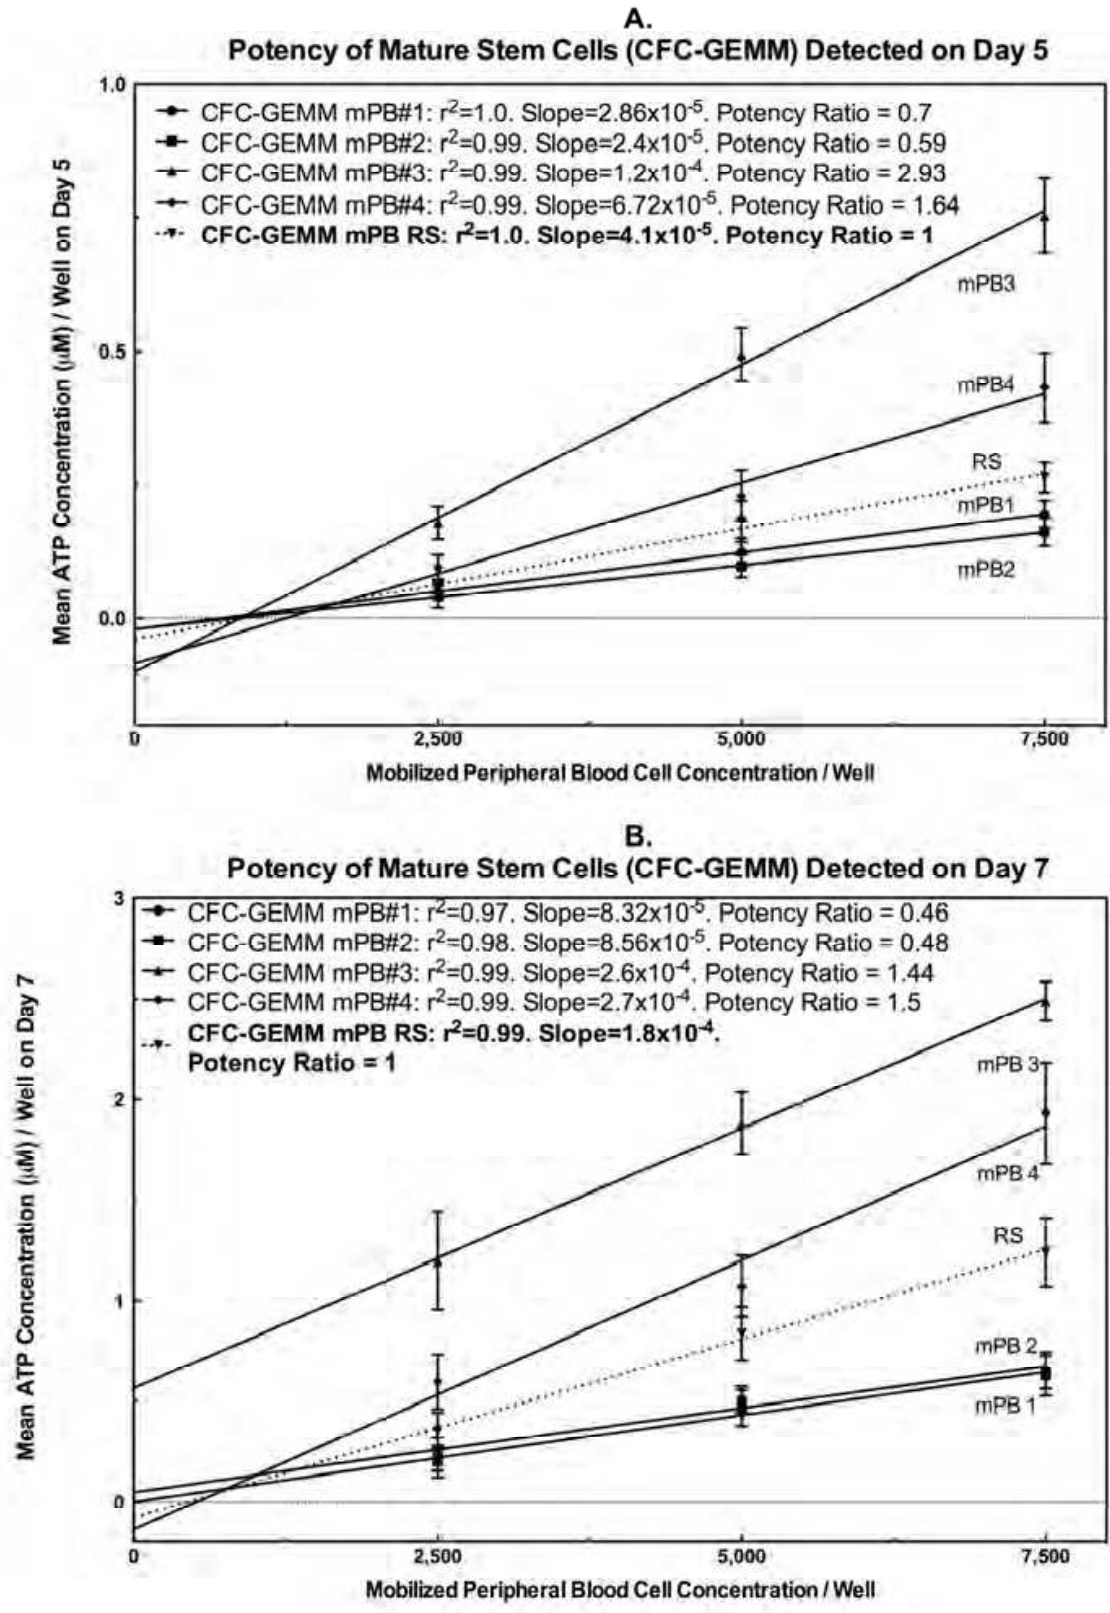 A.
Potency of Mature Stem Cells (CFC-GEMM) Detected on Day 5
CFC-GEMM mPB#1: r²=1.0. Slope=2.86x10⁻⁵. Potency Ratio = 0.7
CFC-GEMM mPB#2: r²=0.99. Slope=2.4x10⁻⁵. Potency Ratio = 0.59
CFC-GEMM mPB#3: r²=0.99. Slope=1.2x10⁻⁴. Potency Ratio = 2.93
CFC-GEMM mPB#4: r²=0.99. Slope=6.72x10⁻⁵. Potency Ratio = 1.64
CFC-GEMM mPB RS: r²=1.0. Slope=4.1x10⁻⁵. Potency Ratio = 1
Mean ATP Concentration (μM) / Well on Day 5
1.0
0.5
0.0
mPB3
mPB4
RS
mPB1
mPB2
0
2,500
5,000
7,500
Mobilized Peripheral Blood Cell Concentration / Well
B.
Potency of Mature Stem Cells (CFC-GEMM) Detected on Day 7
CFC-GEMM mPB#1: r²=0.97. Slope=8.32x10⁻⁵. Potency Ratio = 0.46
CFC-GEMM mPB#2: r²=0.98. Slope=8.56x10⁻⁵. Potency Ratio = 0.48
CFC-GEMM mPB#3: r²=0.99. Slope=2.6x10⁻⁴. Potency Ratio = 1.44
CFC-GEMM mPB#4: r²=0.99. Slope=2.7x10⁻⁴. Potency Ratio = 1.5
CFC-GEMM mPB RS: r²=0.99. Slope=1.8x10⁻⁴.
Potency Ratio = 1
Mean ATP Concentration (μM) / Well on Day 7
3
2
1
0
mPB 3
mPB 4
RS
mPB 2
mPB 1
0
2,500
5,000
7,500
Mobilized Peripheral Blood Cell Concentration / Well